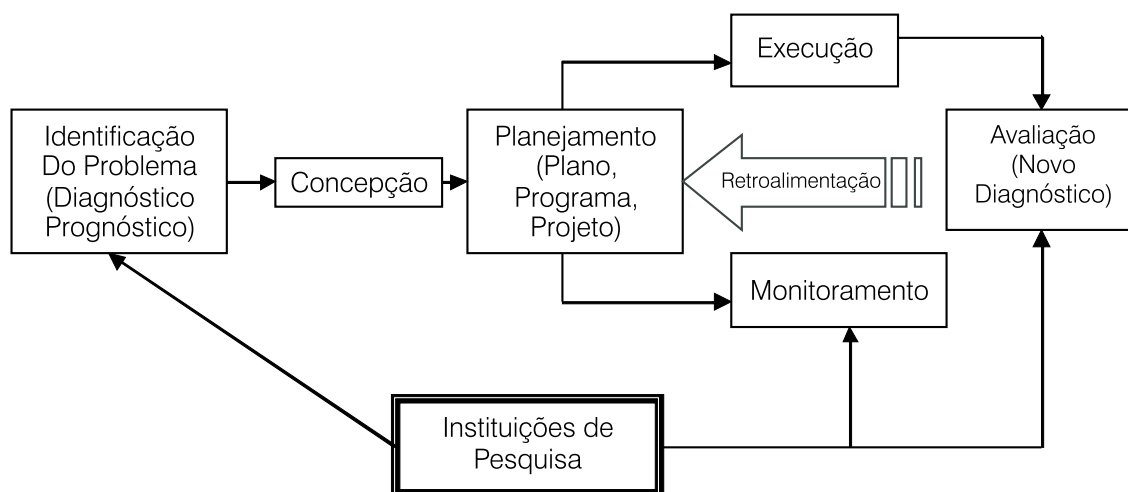 Identificação
Do Problema
(Diagnóstico
Prognóstico)
Concepção
Planejamento
(Plano,
Programa,
Projeto)
Execução
Retroalimentação
Monitoramento
Avaliação
(Novo
Diagnóstico)
Instituições de
Pesquisa